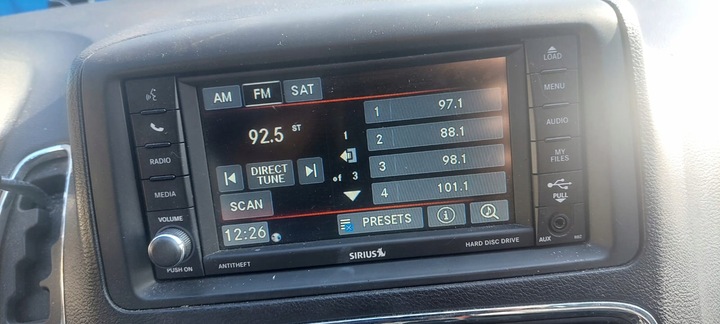 LOAD
MENU
AUDIO
MY
FILES
PULL
AUX
RADIO
MEDIA
VOLUME
PUSH ON
AM FM SAT
92.5 ST
DIRECT
TUNE
SCAN
12:26
1
of 3
1 97.1
2 88.1
3 98.1
4 101.1
PRESETS
ANTITHEFT
SIRIUS
HARD DISC DRIVE